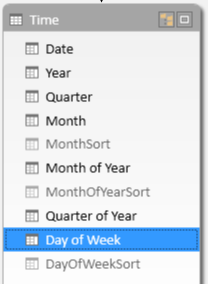 Time
Date
Year
Quarter
Month
MonthSort
Month of Year
MonthOfYearSort
Quarter of Year
Day of Week
DayOfWeekSort